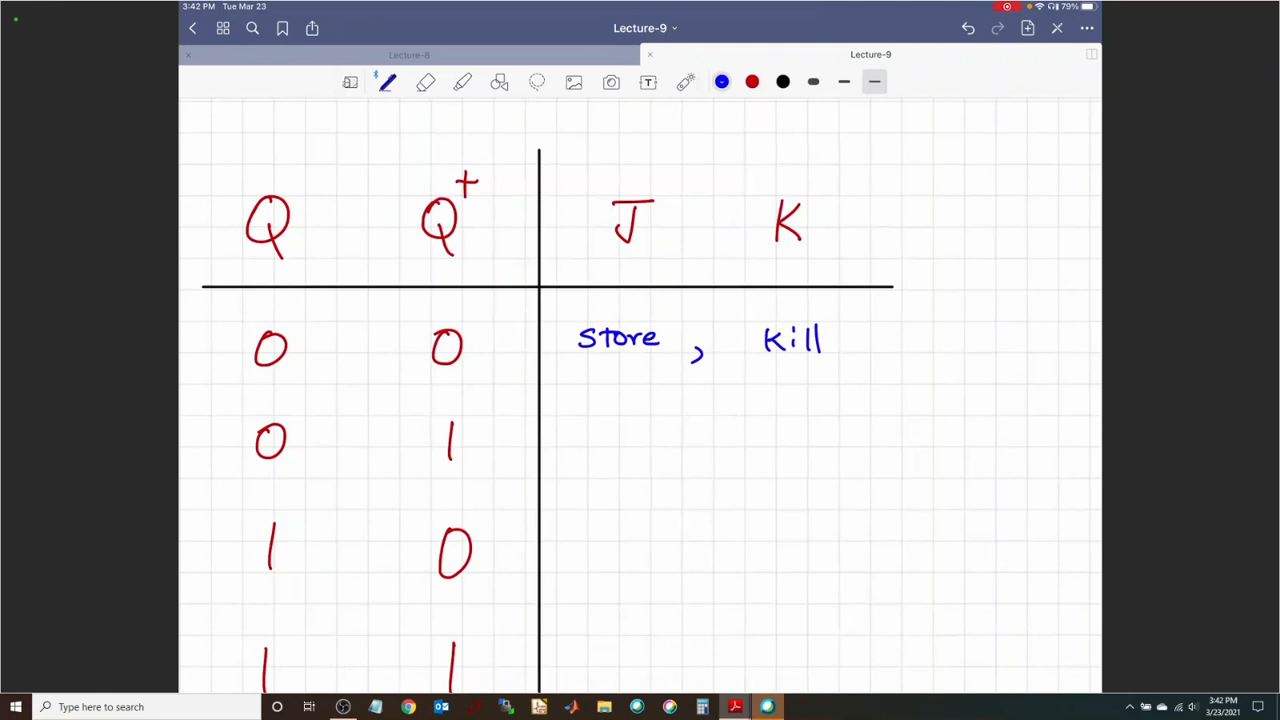 3:42 PM Tue Mar 23 79%
Lecture-9
Lecture-8 Lecture-9
Q Q+ J K
0 0 store , kill
0 1
1 0
1 1
Type here to search
3:42 PM
3/23/2021